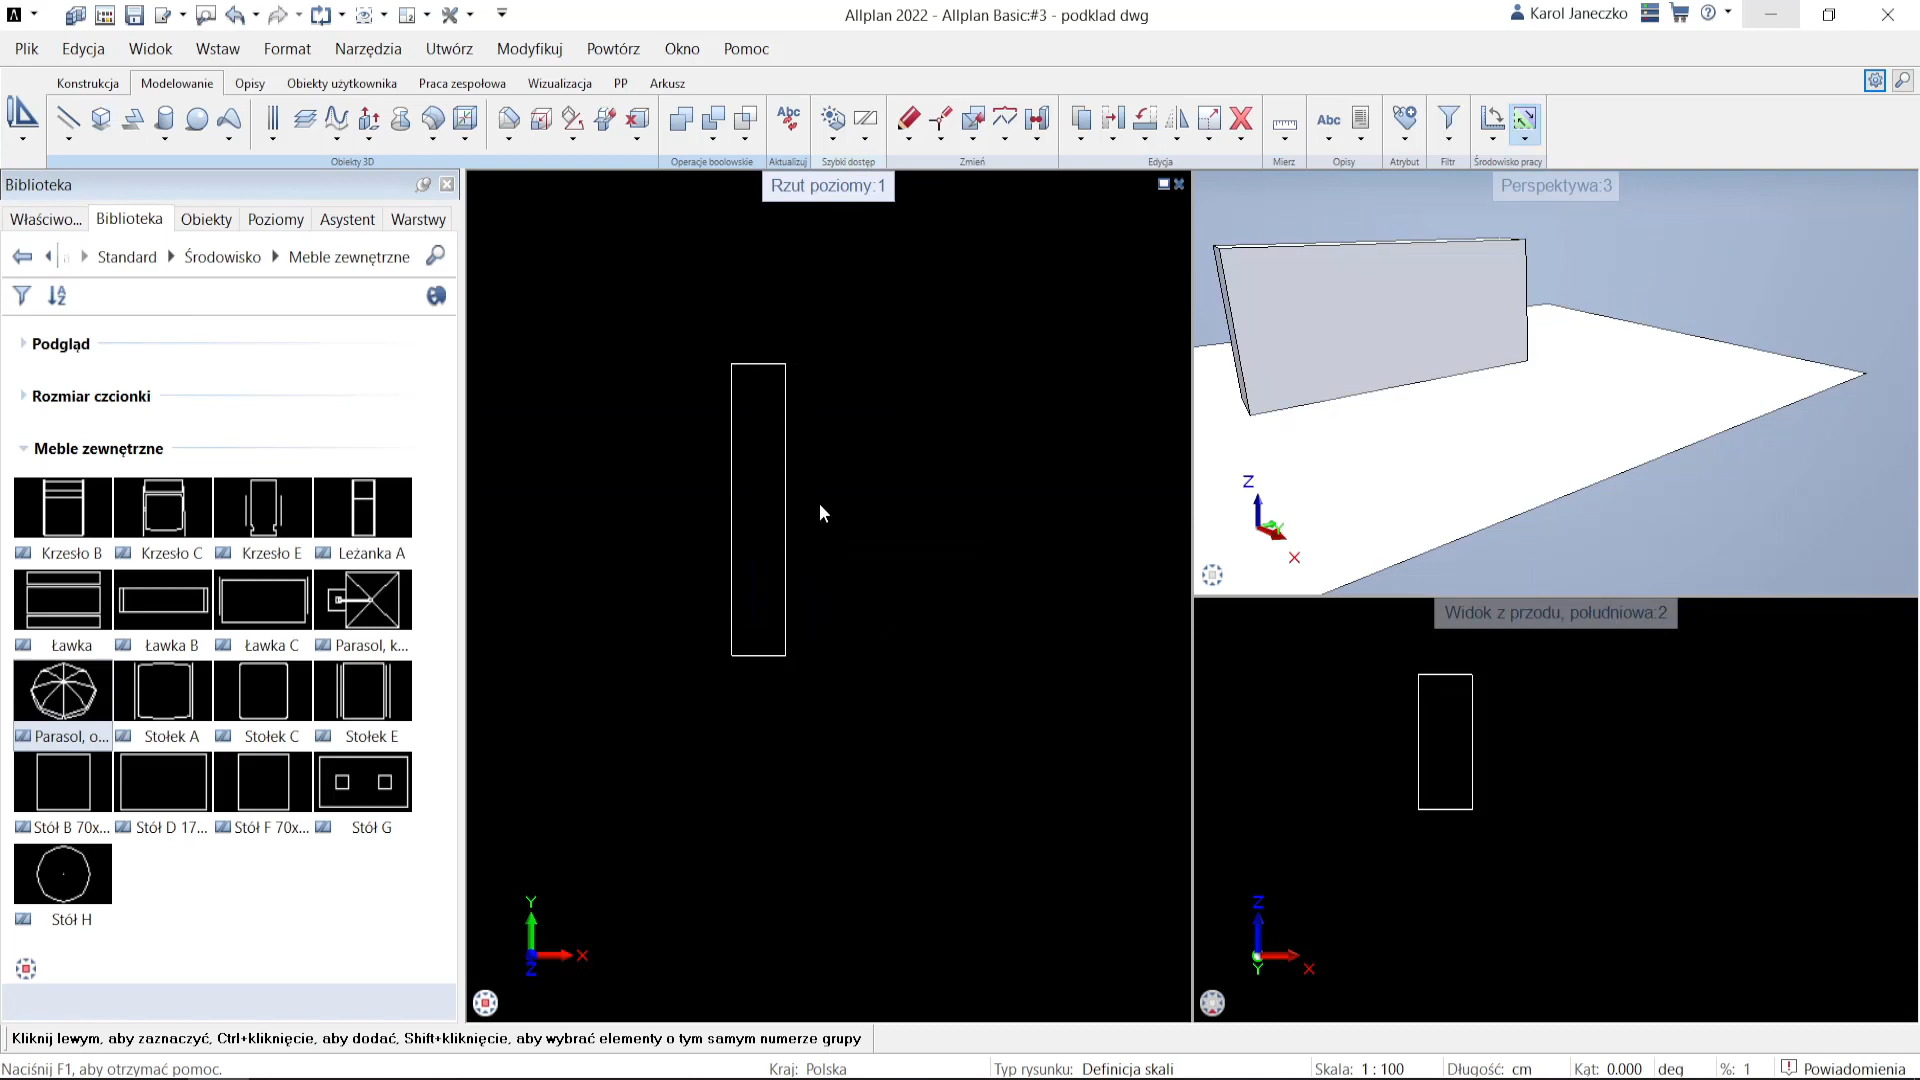 Allplan 2022 - Allplan Basic:#3 - podklad dwg
Karol Janeczko
Plik Edycja Widok Wstaw Format Narzędzia Utwórz Modyfikuj Powtórz Okno Pomoc
Konstrukcja Modelowanie Opisy Obiekty użytkownika Praca zespołowa Wizualizacja PP Arkusz
Abc Abc
Obiekty 3D Operacje boolowskie Aktualizuj Szybki dostęp Zmień Edycja Mierz Opisy Atrybut Filtr Środowisko pracy
Biblioteka
Właściwo... Biblioteka Obiekty Poziomy Asystent Warstwy
Standard Środowisko Meble zewnętrzne
Podgląd
Rozmiar czcionki
Meble zewnętrzne
Krzesło B Krzesło C Krzesło E Leżanka A
Ławka Ławka B Ławka C Parasol, k...
Parasol, o... Stołek A Stołek C Stołek E
Stół B 70x... Stół D 17... Stół F 70x... Stół G
Stół H
Rzut poziomy:1
Y
X
Z
Perspektywa:3
Z
X
Widok z przodu, południowa:2
Z
Y
X
Kliknij lewym, aby zaznaczyć, Ctrl+kliknięcie, aby dodać, Shift+kliknięcie, aby wybrać elementy o tym samym numerze grupy
Naciśnij F1, aby otrzymać pomoc. Kraj: Polska Typ rysunku: Definicja skali Skala: 1 : 100 Długość: cm Kąt: 0.000 deg %: 1 Powiadomienia